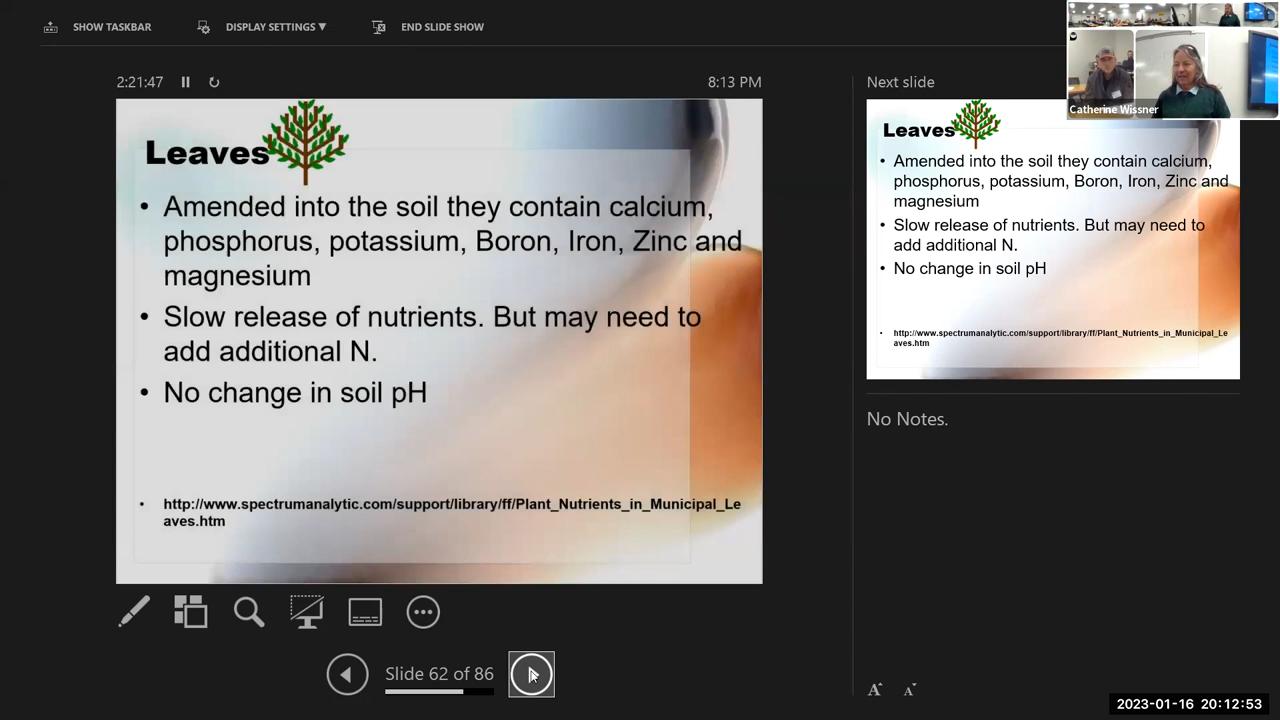 SHOW TASKBAR
DISPLAY SETTINGS ▼
END SLIDE SHOW
2:21:47
8:13 PM
Leaves
• Amended into the soil they contain calcium,
phosphorus, potassium, Boron, Iron, Zinc and
magnesium
• Slow release of nutrients. But may need to
add additional N.
• No change in soil pH
• http://www.spectrumanalytic.com/support/library/ff/Plant_Nutrients_in_Municipal_Le
aves.htm
Slide 62 of 86
Next slide
Catherine Wissner
Leaves
• Amended into the soil they contain calcium,
phosphorus, potassium, Boron, Iron, Zinc and
magnesium
• Slow release of nutrients. But may need to
add additional N.
• No change in soil pH
• http://www.spectrumanalytic.com/support/library/ff/Plant_Nutrients_in_Municipal_Le
aves.htm
No Notes.
A A
2023-01-16 20:12:53